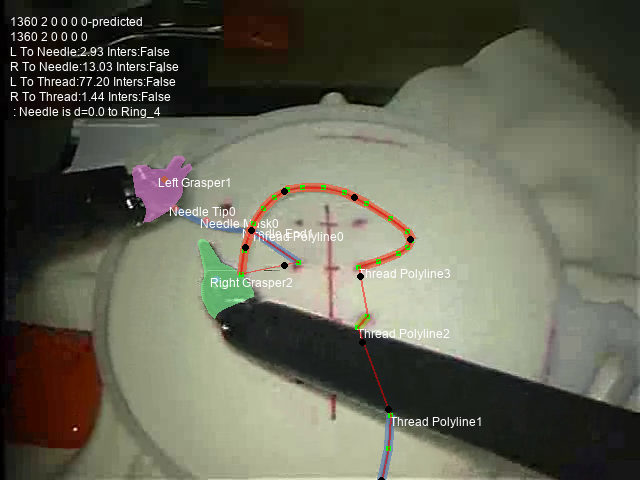 1360 2 0 0 0 0-predicted
1360 2 0 0 0 0
L To Needle:2.93 Inters:False
R To Needle:13.03 Inters:False
L To Thread:77.20 Inters:False
R To Thread:1.44 Inters:False
: Needle is d=0.0 to Ring_4
Left Grasper1
Needle Tip0
Needle Mask0
Needle End1
Thread Polyline0
Thread Polyline3
Right Grasper2
Thread Polyline2
Thread Polyline1